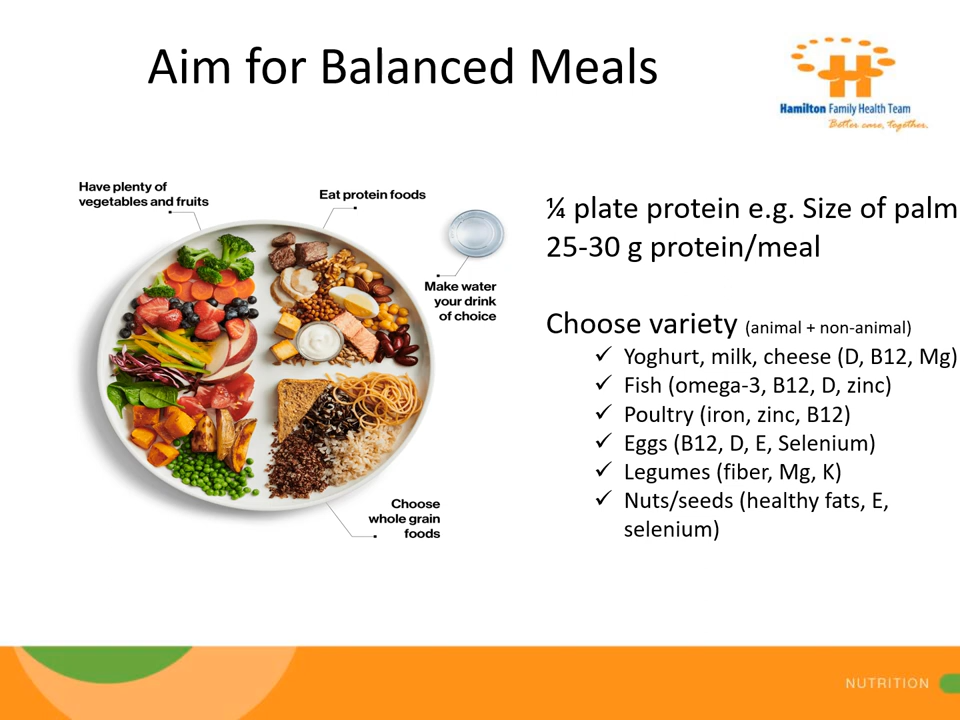 Aim for Balanced Meals
Hamilton Family Health Team
Better care, together.
Have plenty of
vegetables and fruits
Eat protein foods
Make water
your drink
of choice
Choose
whole grain
foods
¼ plate protein e.g. Size of palm
25-30 g protein/meal
Choose variety (animal + non-animal)
✓ Yoghurt, milk, cheese (D, B12, Mg)
✓ Fish (omega-3, B12, D, zinc)
✓ Poultry (iron, zinc, B12)
✓ Eggs (B12, D, E, Selenium)
✓ Legumes (fiber, Mg, K)
✓ Nuts/seeds (healthy fats, E,
selenium)
NUTRITION